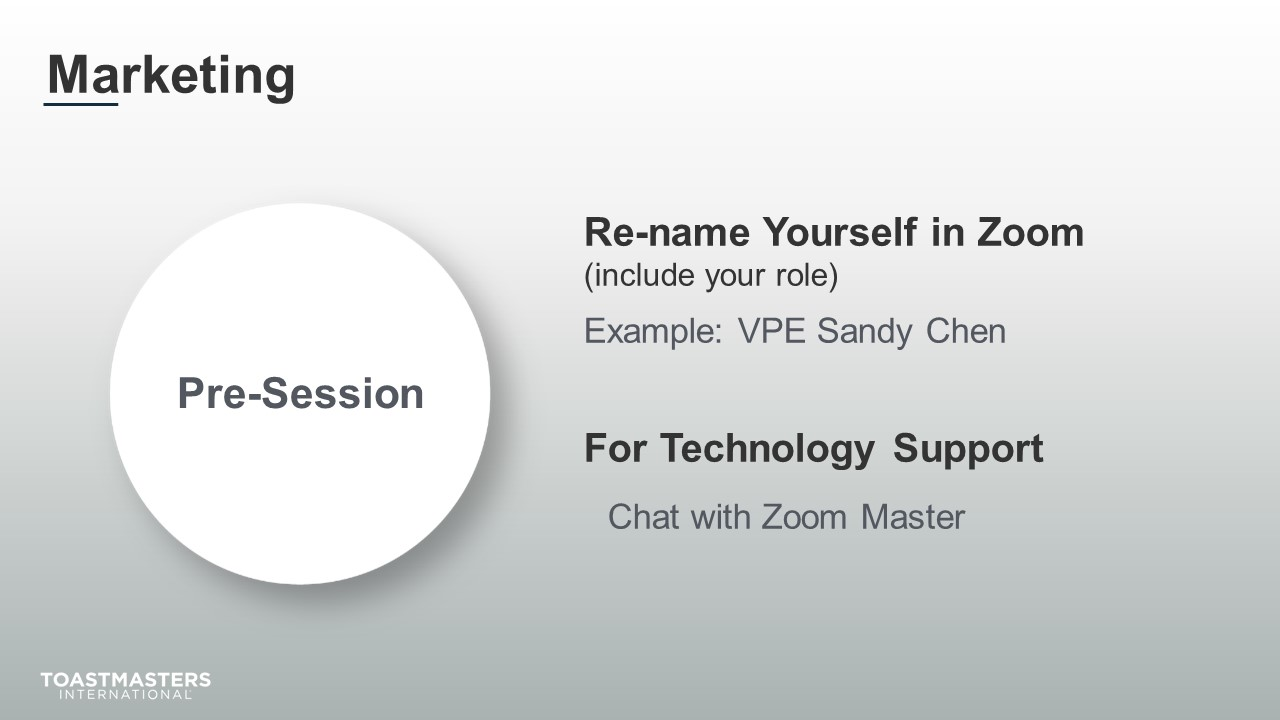 Marketing
Pre-Session
Re-name Yourself in Zoom
(include your role)
Example: VPE Sandy Chen
For Technology Support
Chat with Zoom Master
TOASTMASTERS
INTERNATIONAL